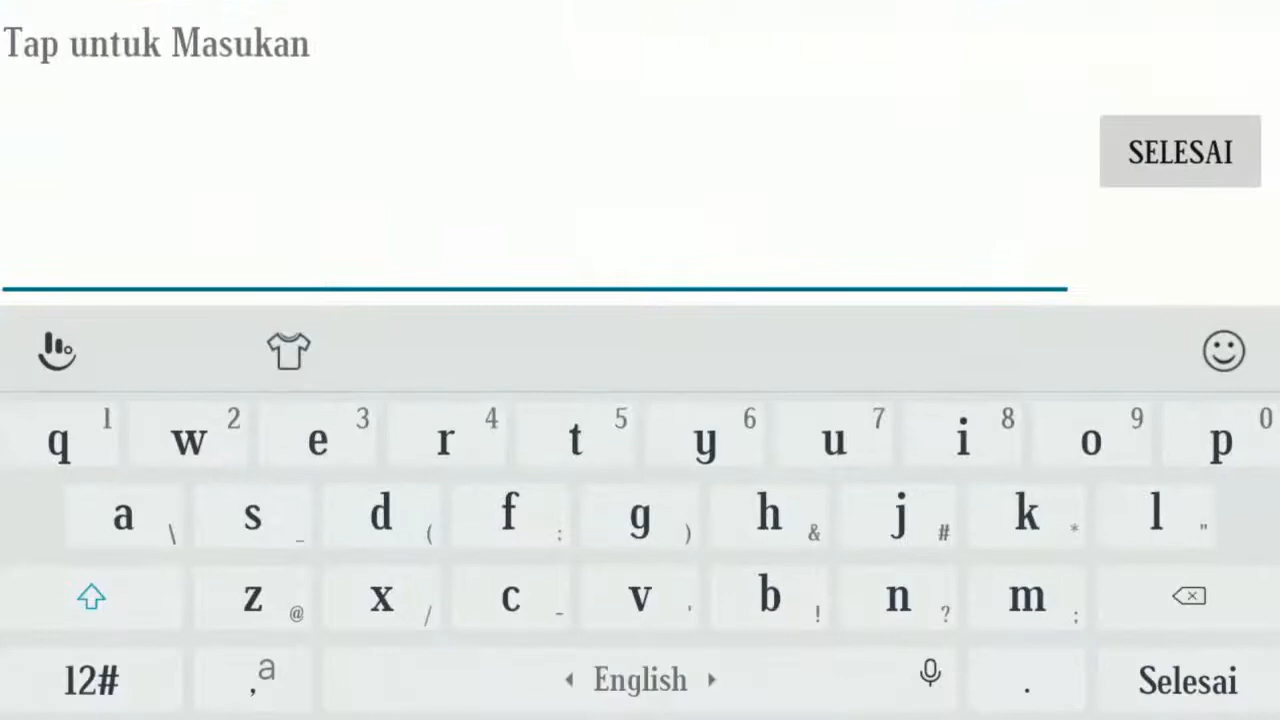 Tap untuk Masukan
SELESAI
1 2 3 4 5 6 7 8 9 0
q w e r t y u i o p
a s d f g h j k l
\ _ ( : ) & # * "
z x c v b n m
@ / - ' ! ? ;
12# , a English . Selesai